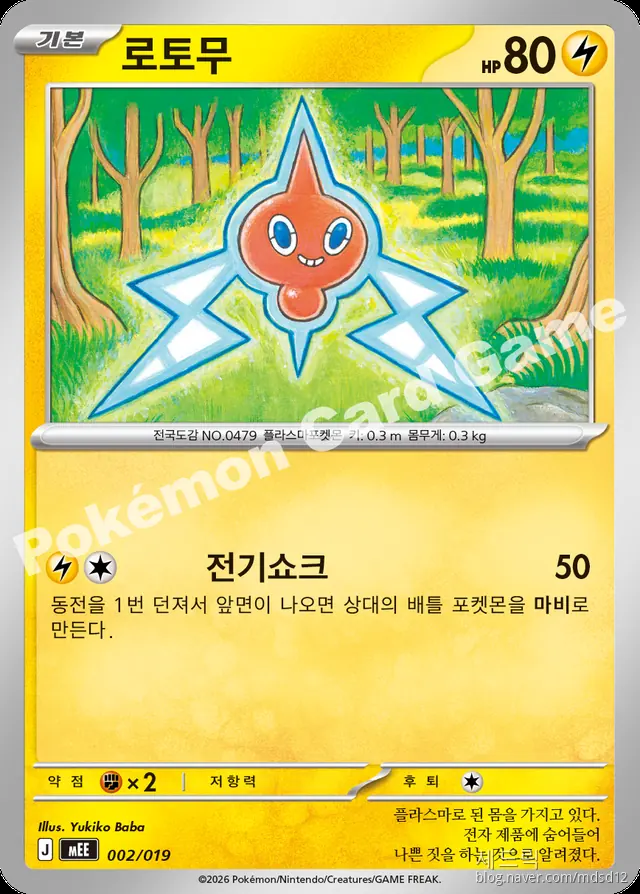 기본 로토무 HP 80
전국도감 NO.0479 플라스마포켓몬 키: 0.3 m 몸무게: 0.3 kg
Pokémon Card Game
전기쇼크 50
동전을 1번 던져서 앞면이 나오면 상대의 배틀 포켓몬을 마비로
만든다.
약점 ×2 저항력 후퇴
Illus. Yukiko Baba
J mEE 002/019
플라스마로 된 몸을 가지고 있다.
전자 제품에 숨어들어
나쁜 짓을 하는 것으로 알려졌다.
blog.naver.com/mdsd12
©2026 Pokémon/Nintendo/Creatures/GAME FREAK.